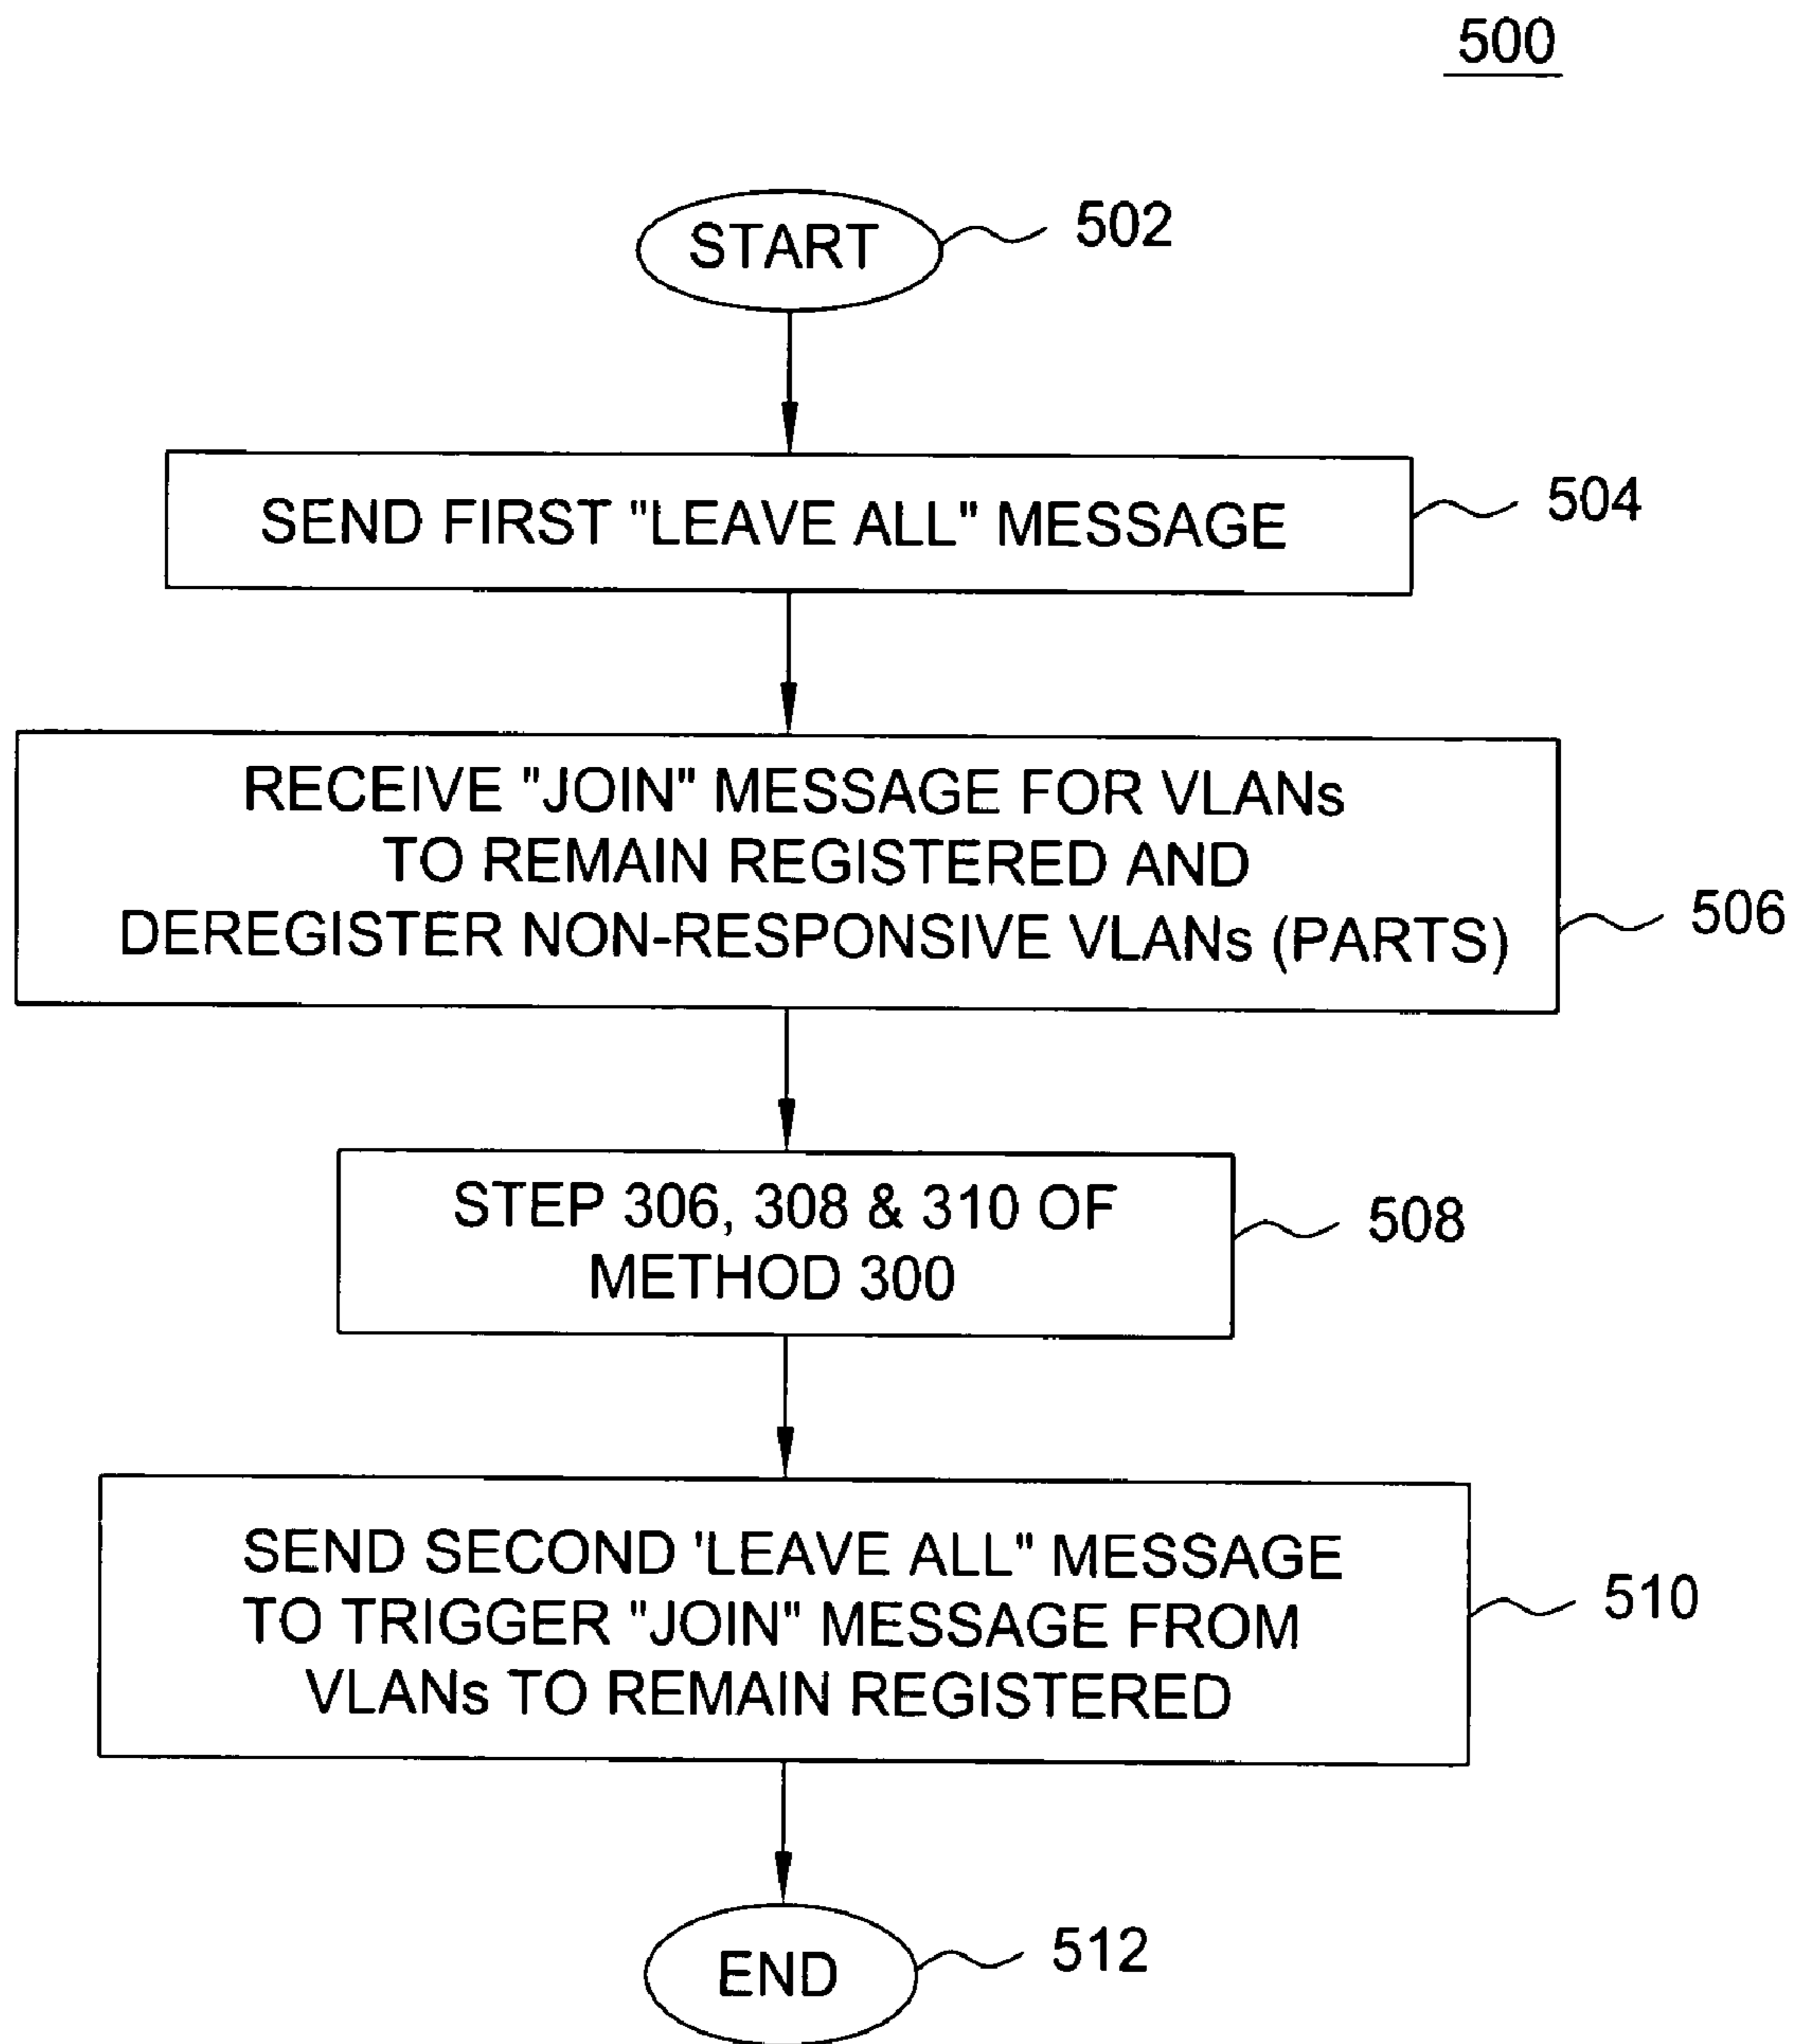 500
START
502
SEND FIRST "LEAVE ALL" MESSAGE
504
RECEIVE "JOIN" MESSAGE FOR VLANs
TO REMAIN REGISTERED AND
DEREGISTER NON-RESPONSIVE VLANs (PARTS)
506
STEP 306, 308 & 310 OF
METHOD 300
508
SEND SECOND 'LEAVE ALL" MESSAGE
TO TRIGGER "JOIN" MESSAGE FROM
VLANs TO REMAIN REGISTERED
510
END
512